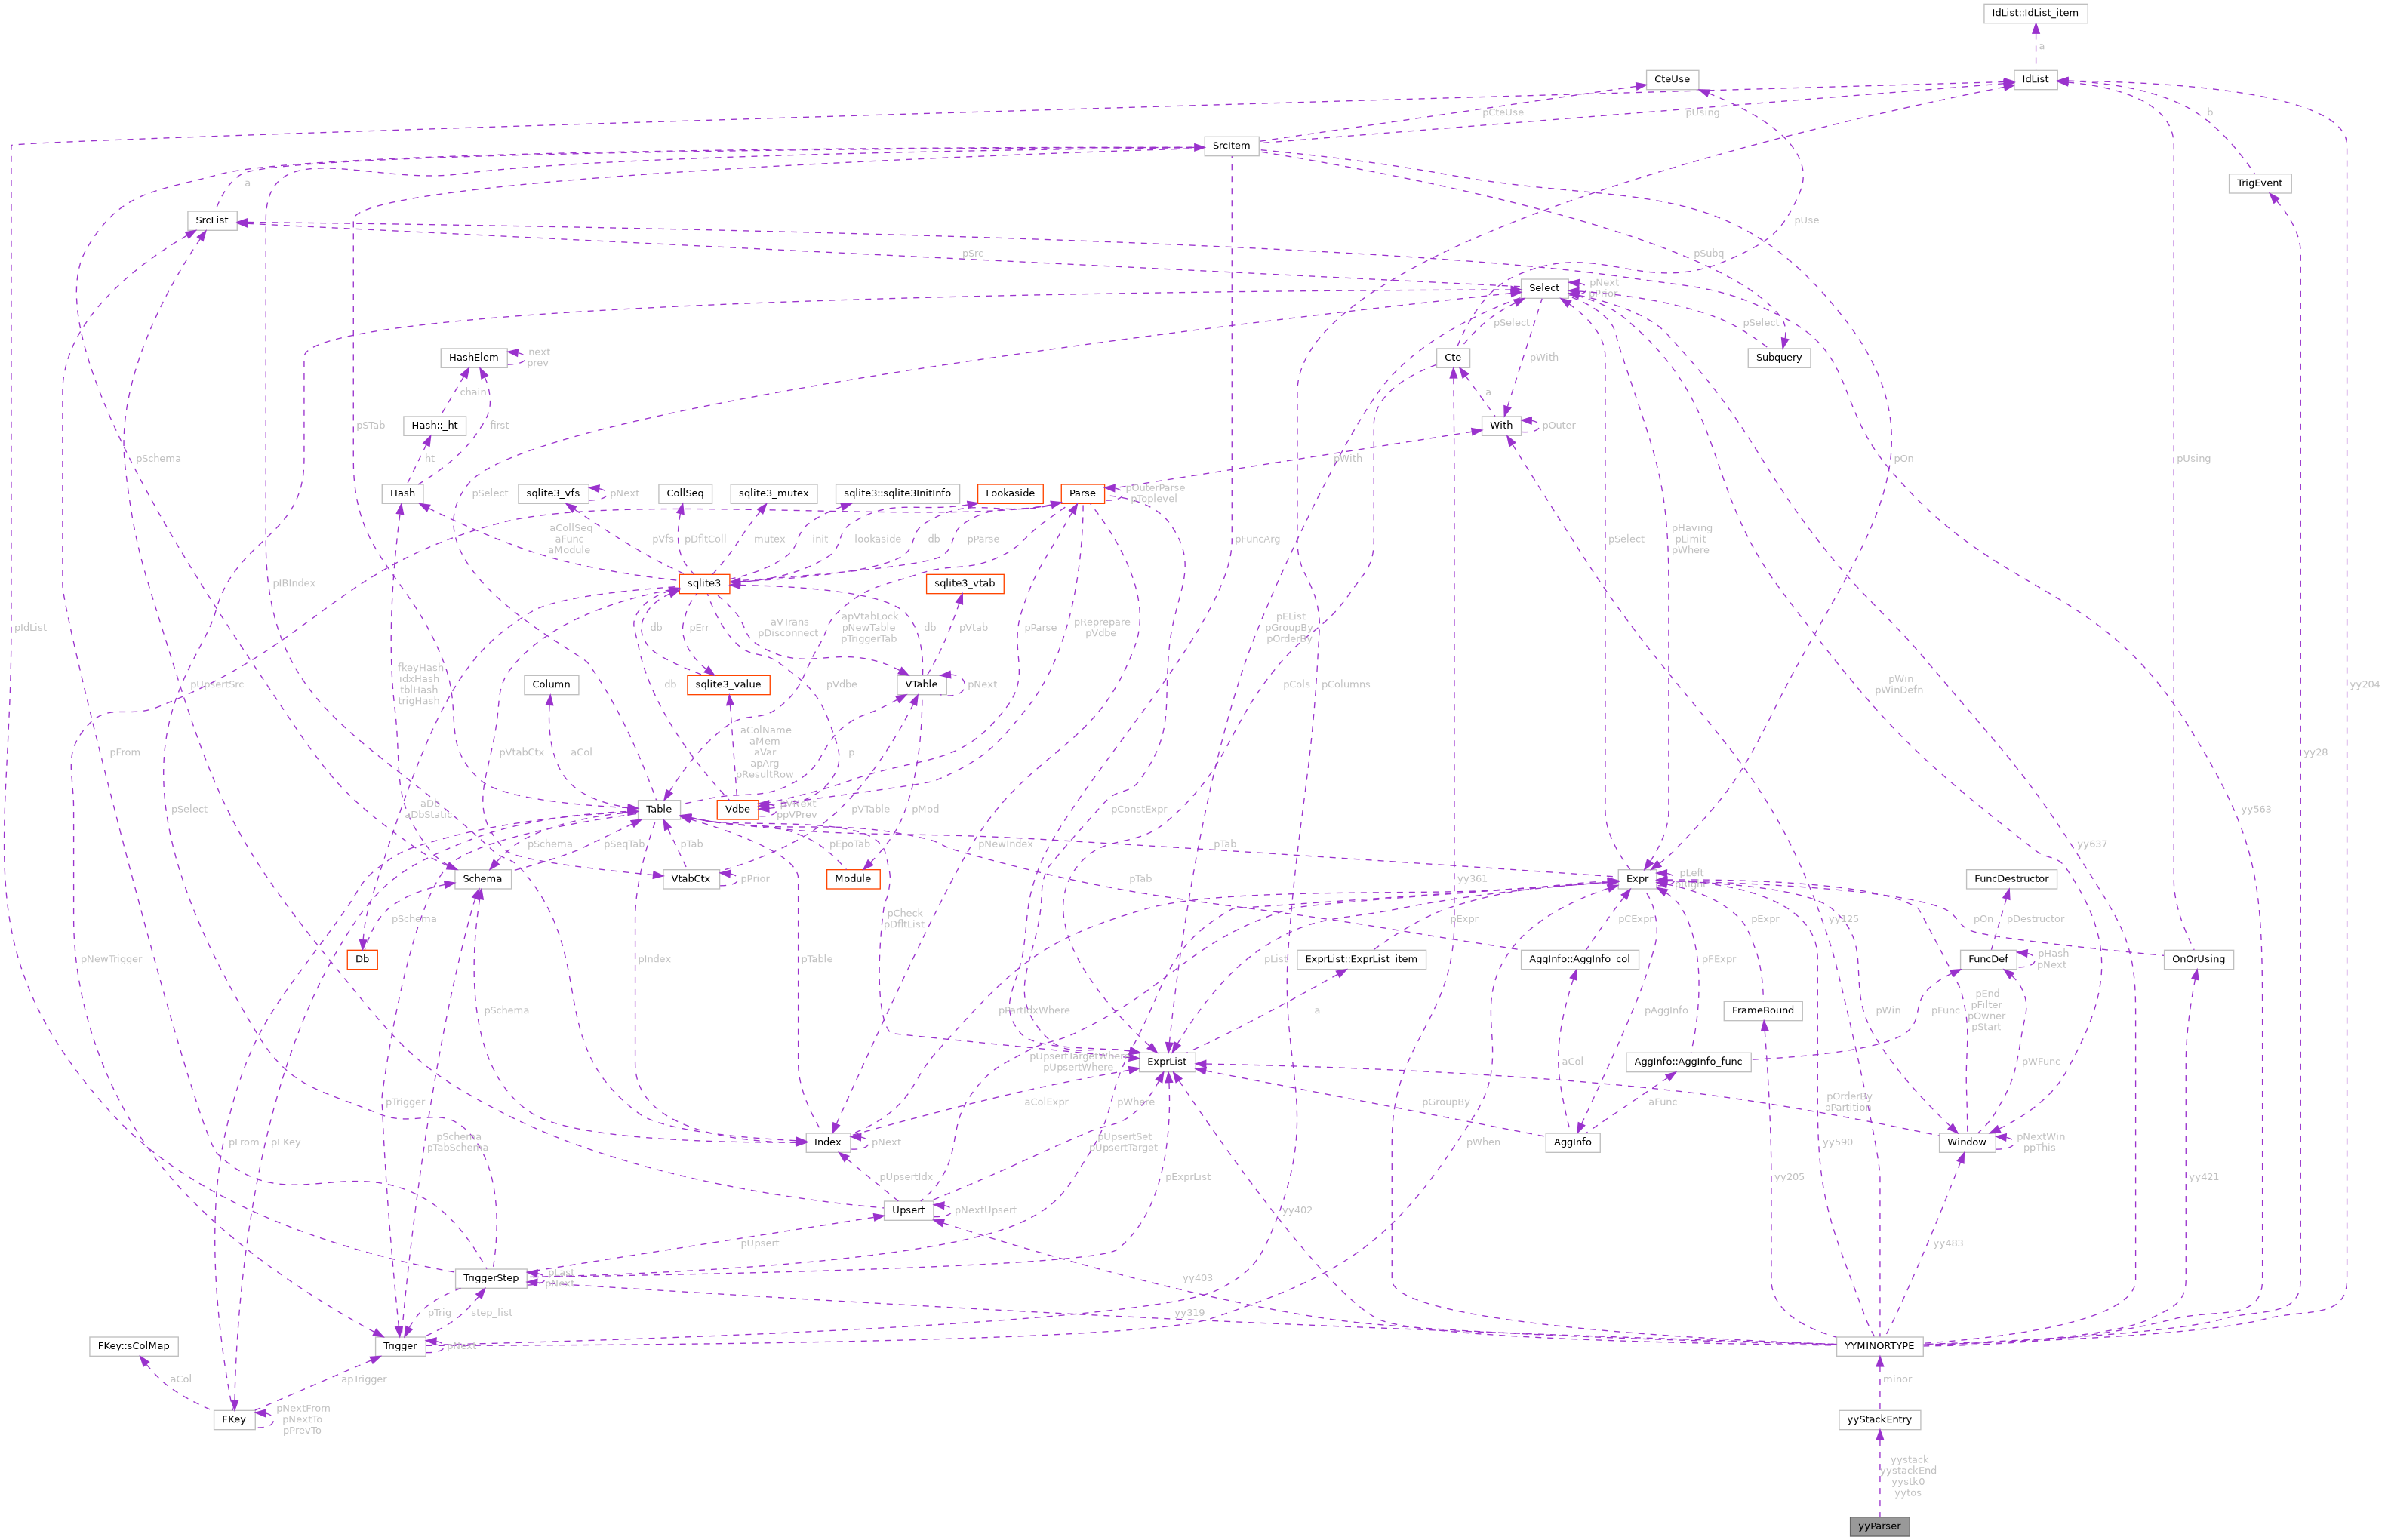 IdList::IdList_item
a
CteUse
IdList
pCteUse
pUsing
b
SrcItem
a
TrigEvent
SrcList
pUse
pSrc
pSubq
Select
pNext
pPrior
pSelect
pSelect
HashElem
next
prev
Cte
pWith
Subquery
chain
a
Hash::_ht
first
With
pOuter
pSTab
pSchema
ht
pWith
pOn
pUsing
Hash
sqlite3_vfs
pNext
CollSeq
sqlite3_mutex
sqlite3::sqlite3InitInfo
Lookaside
Parse
pOuterParse
pToplevel
pSelect
aCollSeq
aFunc
aModule
pVfs
pDfltColl
mutex
init
lookaside
db
pParse
pFuncArg
pSelect
pHaving
pLimit
pWhere
pIBIndex
sqlite3
sqlite3_vtab
pIdList
db
pErr
aVTrans
pDisconnect
apVtabLock
pNewTable
pTriggerTab
db
pVtab
pParse
pReprepare
pVdbe
pEList
pGroupBy
pOrderBy
fkeyHash
idxHash
tblHash
trigHash
pUpsertSrc
Column
db
sqlite3_value
pVdbe
VTable
pNext
pCols
pColumns
pWin
pWinDefn
yy204
pFrom
pVtabCtx
aCol
aColName
aMem
aVar
apArg
pResultRow
p
yy28
aDb
aDbStatic
pSelect
Table
Vdbe
pVNext
ppVPrev
pVTable
pMod
pConstExpr
yy563
pSchema
pSeqTab
pTab
pEpoTab
pNewIndex
pTab
yy637
Schema
VtabCtx
pPrior
Module
pTab
yy361
Expr
pLeft
pRight
FuncDestructor
pSchema
pCheck
pDfltList
pExpr
pCExpr
pExpr
yy125
pOn
pDestructor
pNewTrigger
Db
pIndex
pTable
pList
ExprList::ExprList_item
AggInfo::AggInfo_col
pFExpr
FuncDef
pHash
pNext
OnOrUsing
pSchema
pPartIdxWhere
a
pAggInfo
FrameBound
pWin
pFunc
pEnd
pFilter
pOwner
pStart
pUpsertTargetWhere
pUpsertWhere
ExprList
aCol
AggInfo::AggInfo_func
pWFunc
pTrigger
aColExpr
pWhere
pGroupBy
aFunc
pOrderBy
pPartition
pFrom
pFKey
pSchema
pTabSchema
Index
pNext
pUpsertSet
pUpsertTarget
pWhen
AggInfo
yy590
Window
pNextWin
ppThis
pUpsertIdx
pExprList
yy205
yy421
Upsert
pNextUpsert
yy402
pUpsert
yy483
TriggerStep
pLast
pNext
yy403
pTrig
step_list
yy319
FKey::sColMap
Trigger
pNext
YYMINORTYPE
aCol
apTrigger
minor
FKey
pNextFrom
pNextTo
pPrevTo
yyStackEntry
yystack
yystackEnd
yystk0
yytos
yyParser